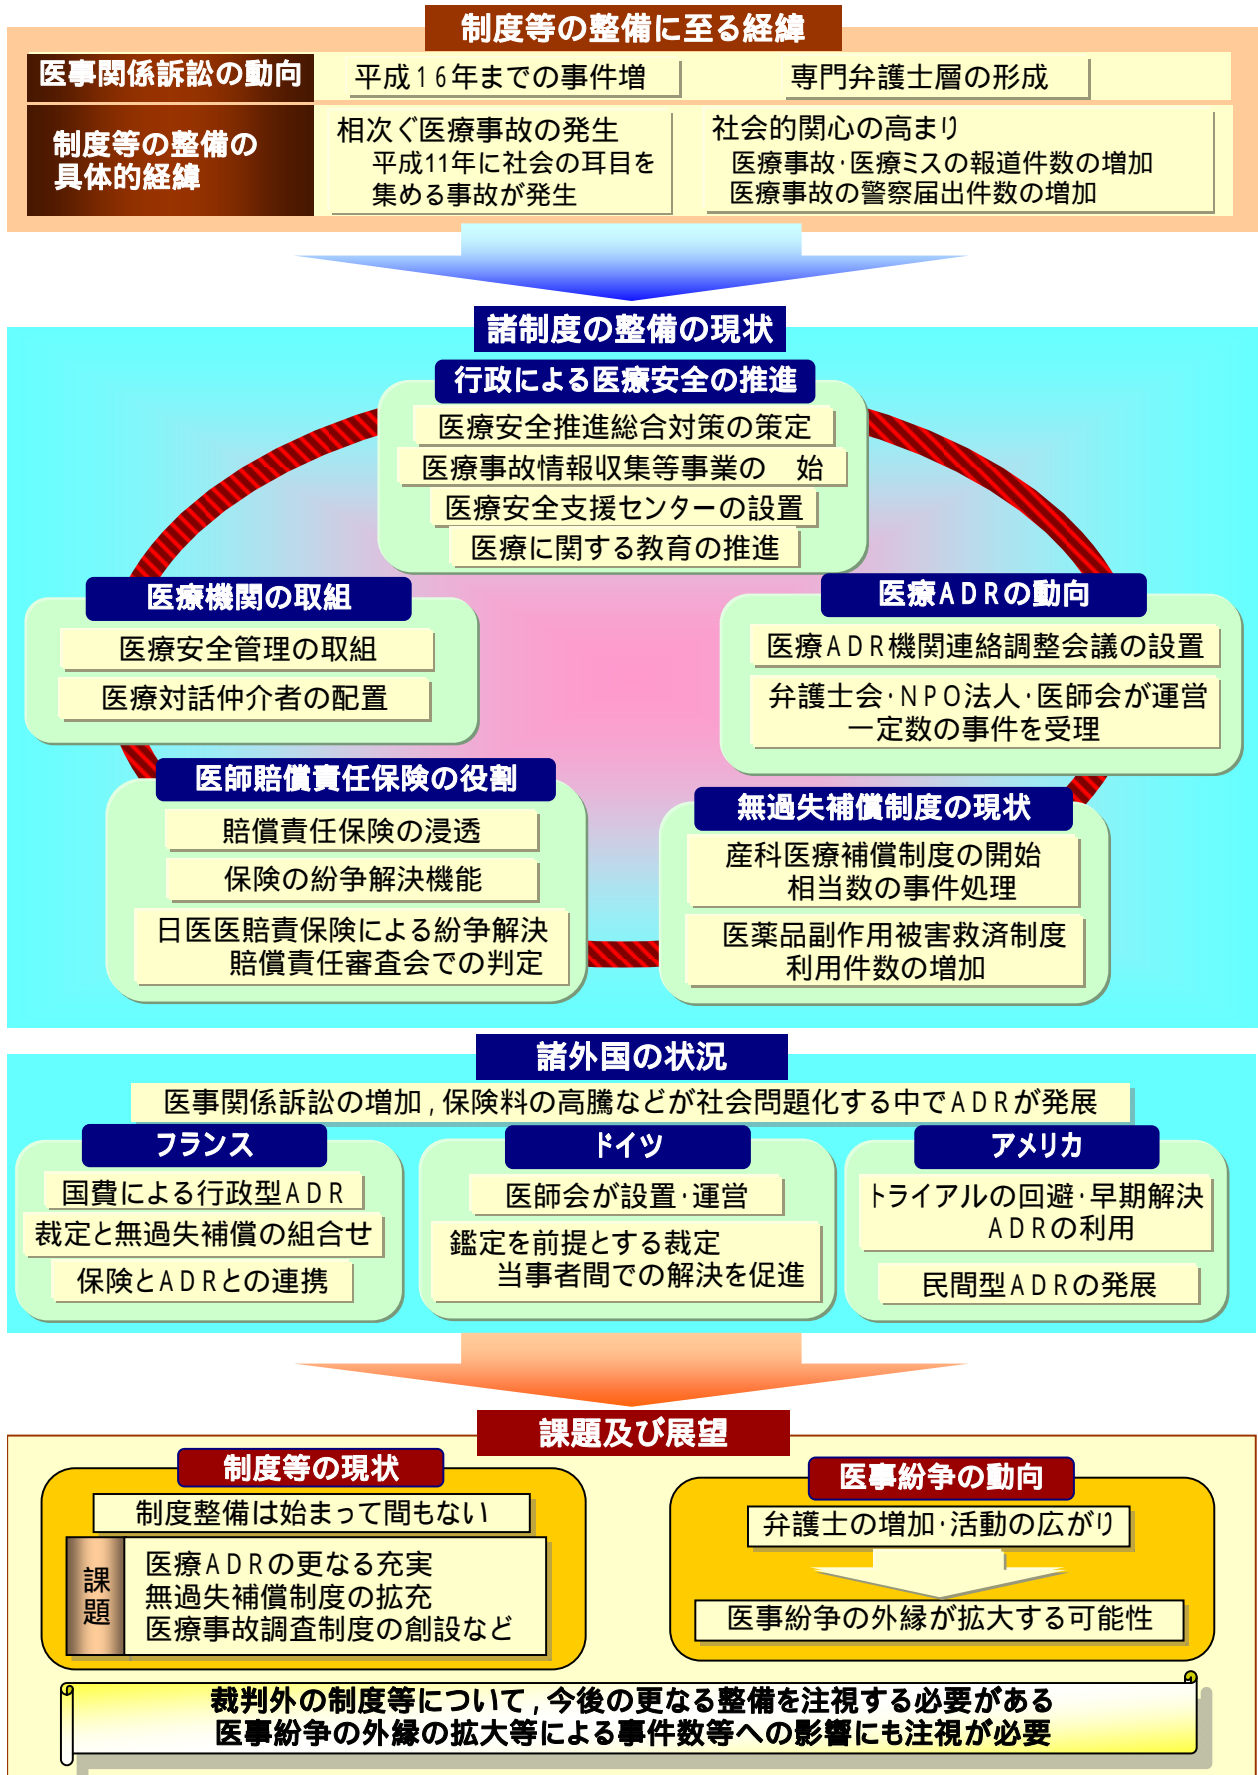 制度等の整備に至る経緯
医事関係訴訟の動向
平成16年までの事件増
専門弁護士層の形成
制度等の整備の
具体的経緯
相次ぐ医療事故の発生
平成11年に社会の耳目を
集める事故が発生
社会的関心の高まり
医療事故・医療ミスの報道件数の増加
医療事故の警察届出件数の増加
諸制度の整備の現状
行政による医療安全の推進
医療安全推進総合対策の策定
医療事故情報収集等事業の　始
医療安全支援センターの設置
医療に関する教育の推進
医療機関の取組
医療安全管理の取組
医療対話仲介者の配置
医療ADRの動向
医療ADR機関連絡調整会議の設置
弁護士会・NPO法人・医師会が運営
一定数の事件を受理
医師賠償責任保険の役割
賠償責任保険の浸透
保険の紛争解決機能
日医医賠責保険による紛争解決
賠償責任審査会での判定
無過失補償制度の現状
産科医療補償制度の開始
相当数の事件処理
医薬品副作用被害救済制度
利用件数の増加
諸外国の状況
医事関係訴訟の増加,保険料の高騰などが社会問題化する中でADRが発展
フランス
国費による行政型ADR
裁定と無過失補償の組合せ
保険とADRとの連携
ドイツ
医師会が設置・運営
鑑定を前提とする裁定
当事者間での解決を促進
アメリカ
トライアルの回避・早期解決
ADRの利用
民間型ADRの発展
課題及び展望
制度等の現状
制度整備は始まって間もない
課題
医療ADRの更なる充実
無過失補償制度の拡充
医療事故調査制度の創設など
医事紛争の動向
弁護士の増加・活動の広がり
医事紛争の外縁が拡大する可能性
裁判外の制度等について,今後の更なる整備を注視する必要がある
医事紛争の外縁の拡大等による事件数等への影響にも注視が必要